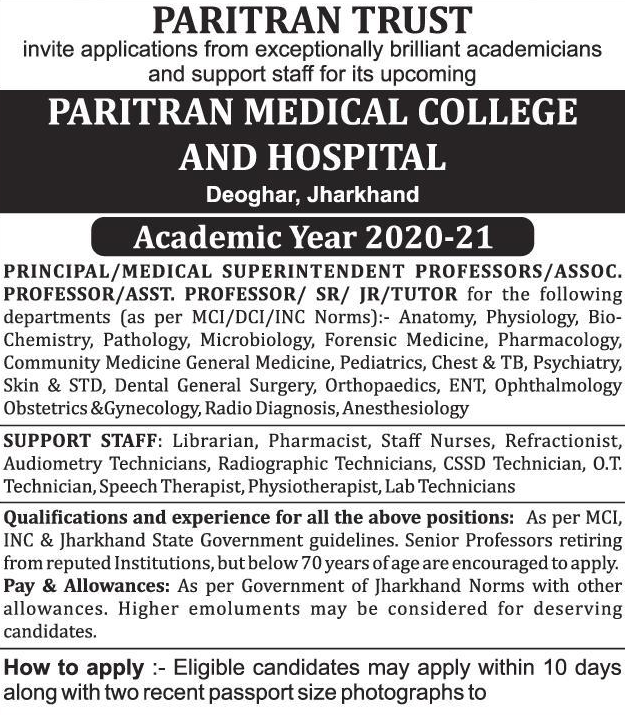 PARITRAN TRUST
invite applications from exceptionally brilliant academicians
and support staff for its upcoming
PARITRAN MEDICAL COLLEGE
AND HOSPITAL
Deoghar, Jharkhand
Academic Year 2020-21
PRINCIPAL/MEDICAL SUPERINTENDENT PROFESSORS/ASSOC.
PROFESSOR/ASST. PROFESSOR/ SR/ JR/TUTOR for the following
departments (as per MCI/DCI/INC Norms):- Anatomy, Physiology, Bio-
Chemistry, Pathology, Microbiology, Forensic Medicine, Pharmacology,
Community Medicine General Medicine, Pediatrics, Chest & TB, Psychiatry,
Skin & STD, Dental General Surgery, Orthopaedics, ENT, Ophthalmology
Obstetrics &Gynecology, Radio Diagnosis, Anesthesiology
SUPPORT STAFF: Librarian, Pharmacist, Staff Nurses, Refractionist,
Audiometry Technicians, Radiographic Technicians, CSSD Technician, O.T.
Technician, Speech Therapist, Physiotherapist, Lab Technicians
Qualifications and experience for all the above positions: As per MCI,
INC & Jharkhand State Government guidelines. Senior Professors retiring
from reputed Institutions, but below 70 years of age are encouraged to apply.
Pay & Allowances: As per Government of Jharkhand Norms with other
allowances. Higher emoluments may be considered for deserving
candidates.
How to apply :- Eligible candidates may apply within 10 days
along with two recent passport size photographs to